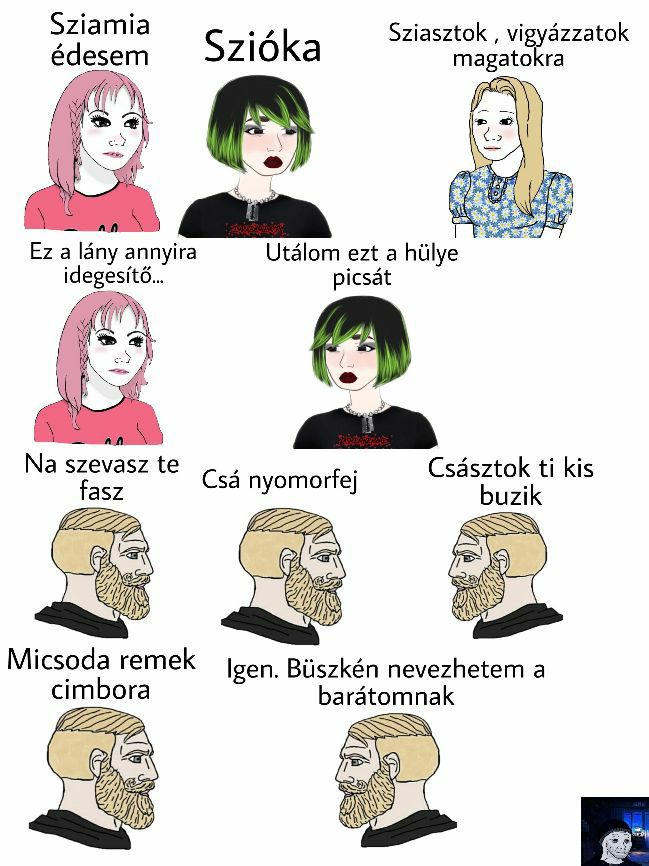 Sziamia
édesem
Szióka
Sziasztok , vigyázzatok
magatokra
Ez a lány annyira
idegesítő...
Utálom ezt a hülye
picsát
Na szevasz te
fasz
Csá nyomorfej
Császtok ti kis
buzik
Micsoda remek
cimbora
Igen. Büszkén nevezhetem a
barátomnak